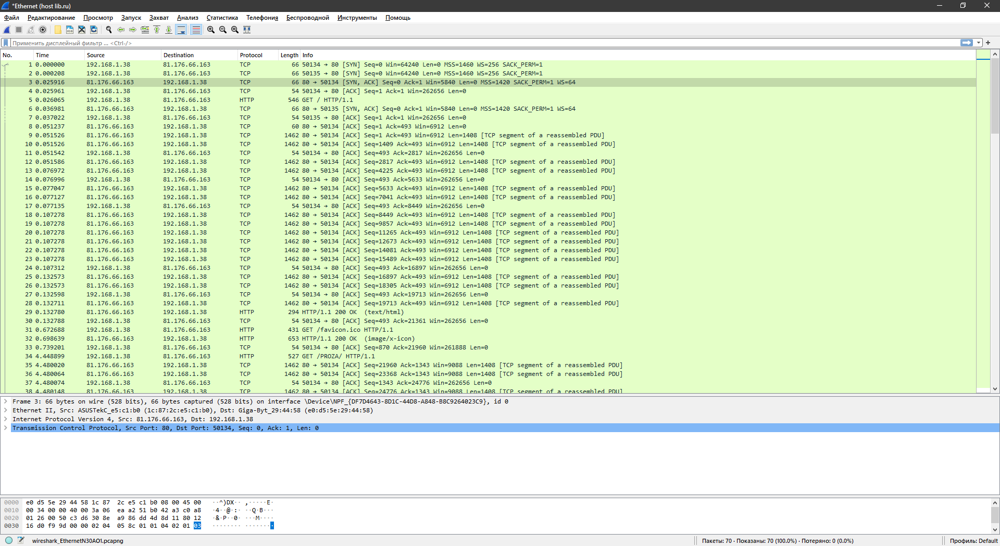 *Ethernet (host lib.ru)
Файл Редактирование Просмотр Запуск Захват Анализ Статистика Телефония Беспроводной Инструменты Помощь
Применить дисплейный фильтр ... <Ctrl-/>
No. Time Source Destination Protocol Length Info
1 0.000000 192.168.1.38 81.176.66.163 TCP 66 50134 → 80 [SYN] Seq=0 Win=64240 Len=0 MSS=1460 WS=256 SACK_PERM=1
2 0.000208 192.168.1.38 81.176.66.163 TCP 66 50135 → 80 [SYN] Seq=0 Win=64240 Len=0 MSS=1460 WS=256 SACK_PERM=1
3 0.025916 81.176.66.163 192.168.1.38 TCP 66 80 → 50134 [SYN, ACK] Seq=0 Ack=1 Win=5840 Len=0 MSS=1420 SACK_PERM=1 WS=64
4 0.025961 192.168.1.38 81.176.66.163 TCP 54 50134 → 80 [ACK] Seq=1 Ack=1 Win=262656 Len=0
5 0.026065 192.168.1.38 81.176.66.163 HTTP 546 GET / HTTP/1.1
6 0.036981 81.176.66.163 192.168.1.38 TCP 66 80 → 50135 [SYN, ACK] Seq=0 Ack=1 Win=5840 Len=0 MSS=1420 SACK_PERM=1 WS=64
7 0.037022 192.168.1.38 81.176.66.163 TCP 54 50135 → 80 [ACK] Seq=1 Ack=1 Win=262656 Len=0
8 0.051237 81.176.66.163 192.168.1.38 TCP 60 80 → 50134 [ACK] Seq=1 Ack=493 Win=6912 Len=0
9 0.051526 81.176.66.163 192.168.1.38 TCP 1462 80 → 50134 [ACK] Seq=1 Ack=493 Win=6912 Len=1408 [TCP segment of a reassembled PDU]
10 0.051526 81.176.66.163 192.168.1.38 TCP 1462 80 → 50134 [ACK] Seq=1409 Ack=493 Win=6912 Len=1408 [TCP segment of a reassembled PDU]
11 0.051542 192.168.1.38 81.176.66.163 TCP 54 50134 → 80 [ACK] Seq=493 Ack=2817 Win=262656 Len=0
12 0.051586 81.176.66.163 192.168.1.38 TCP 1462 80 → 50134 [ACK] Seq=2817 Ack=493 Win=6912 Len=1408 [TCP segment of a reassembled PDU]
13 0.076972 81.176.66.163 192.168.1.38 TCP 1462 80 → 50134 [ACK] Seq=4225 Ack=493 Win=6912 Len=1408 [TCP segment of a reassembled PDU]
14 0.076996 192.168.1.38 81.176.66.163 TCP 54 50134 → 80 [ACK] Seq=493 Ack=5633 Win=262656 Len=0
15 0.077047 81.176.66.163 192.168.1.38 TCP 1462 80 → 50134 [ACK] Seq=5633 Ack=493 Win=6912 Len=1408 [TCP segment of a reassembled PDU]
16 0.077127 81.176.66.163 192.168.1.38 TCP 1462 80 → 50134 [ACK] Seq=7041 Ack=493 Win=6912 Len=1408 [TCP segment of a reassembled PDU]
17 0.077135 192.168.1.38 81.176.66.163 TCP 54 50134 → 80 [ACK] Seq=493 Ack=8449 Win=262656 Len=0
18 0.107278 81.176.66.163 192.168.1.38 TCP 1462 80 → 50134 [ACK] Seq=8449 Ack=493 Win=6912 Len=1408 [TCP segment of a reassembled PDU]
19 0.107278 81.176.66.163 192.168.1.38 TCP 1462 80 → 50134 [ACK] Seq=9857 Ack=493 Win=6912 Len=1408 [TCP segment of a reassembled PDU]
20 0.107278 81.176.66.163 192.168.1.38 TCP 1462 80 → 50134 [ACK] Seq=11265 Ack=493 Win=6912 Len=1408 [TCP segment of a reassembled PDU]
21 0.107278 81.176.66.163 192.168.1.38 TCP 1462 80 → 50134 [ACK] Seq=12673 Ack=493 Win=6912 Len=1408 [TCP segment of a reassembled PDU]
22 0.107278 81.176.66.163 192.168.1.38 TCP 1462 80 → 50134 [ACK] Seq=14081 Ack=493 Win=6912 Len=1408 [TCP segment of a reassembled PDU]
23 0.107278 81.176.66.163 192.168.1.38 TCP 1462 80 → 50134 [ACK] Seq=15489 Ack=493 Win=6912 Len=1408 [TCP segment of a reassembled PDU]
24 0.107312 192.168.1.38 81.176.66.163 TCP 54 50134 → 80 [ACK] Seq=493 Ack=16897 Win=262656 Len=0
25 0.132573 81.176.66.163 192.168.1.38 TCP 1462 80 → 50134 [ACK] Seq=16897 Ack=493 Win=6912 Len=1408 [TCP segment of a reassembled PDU]
26 0.132573 81.176.66.163 192.168.1.38 TCP 1462 80 → 50134 [ACK] Seq=18305 Ack=493 Win=6912 Len=1408 [TCP segment of a reassembled PDU]
27 0.132598 192.168.1.38 81.176.66.163 TCP 54 50134 → 80 [ACK] Seq=493 Ack=19713 Win=262656 Len=0
28 0.132711 81.176.66.163 192.168.1.38 TCP 1462 80 → 50134 [ACK] Seq=19713 Ack=493 Win=6912 Len=1408 [TCP segment of a reassembled PDU]
29 0.132780 81.176.66.163 192.168.1.38 HTTP 294 HTTP/1.1 200 OK (text/html)
30 0.132788 192.168.1.38 81.176.66.163 TCP 54 50134 → 80 [ACK] Seq=493 Ack=21361 Win=262656 Len=0
31 0.672688 192.168.1.38 81.176.66.163 HTTP 431 GET /favicon.ico HTTP/1.1
32 0.698639 81.176.66.163 192.168.1.38 HTTP 653 HTTP/1.1 200 OK (image/x-icon)
33 0.739201 192.168.1.38 81.176.66.163 TCP 54 50134 → 80 [ACK] Seq=870 Ack=21960 Win=261888 Len=0
34 4.448899 192.168.1.38 81.176.66.163 HTTP 527 GET /PROZA/ HTTP/1.1
35 4.480020 81.176.66.163 192.168.1.38 TCP 1462 80 → 50134 [ACK] Seq=21960 Ack=1343 Win=9088 Len=1408 [TCP segment of a reassembled PDU]
36 4.480064 81.176.66.163 192.168.1.38 TCP 1462 80 → 50134 [ACK] Seq=23368 Ack=1343 Win=9088 Len=1408 [TCP segment of a reassembled PDU]
37 4.480074 192.168.1.38 81.176.66.163 TCP 54 50134 → 80 [ACK] Seq=1343 Ack=24776 Win=262656 Len=0
38 4.480148 81.176.66.163 192.168.1.38 TCP 1462 80 → 50134 [ACK] Seq=24776 Ack=1343 Win=9088 Len=1408 [TCP segment of a reassembled PDU]
Frame 3: 66 bytes on wire (528 bits), 66 bytes captured (528 bits) on interface \Device\NPF_{DF7D4643-8D1C-44D8-A848-B8C9264023C9}, id 0
Ethernet II, Src: ASUSTekC_e5:c1:b0 (1c:87:2c:e5:c1:b0), Dst: Giga-Byt_29:44:58 (e0:d5:5e:29:44:58)
Internet Protocol Version 4, Src: 81.176.66.163, Dst: 192.168.1.38
Transmission Control Protocol, Src Port: 80, Dst Port: 50134, Seq: 0, Ack: 1, Len: 0
0000 e0 d5 5e 29 44 58 1c 87 2c e5 c1 b0 08 00 45 00 ··^)DX·· ,·····E·
0010 00 34 00 00 40 00 3a 06 ea a2 51 b0 42 a3 c0 a8 ·4··@·:· ··Q·B···
0020 01 26 00 50 c3 d6 30 8e a9 86 dd 4d 8d 11 80 12 ·&·P··0· ···M····
0030 16 d0 f9 9d 00 00 02 04 05 8c 01 01 04 02 01 03 ········ ········
wireshark_EthernetN30AO1.pcapng Пакеты: 70 · Показаны: 70 (100.0%) · Потеряно: 0 (0.0%) Профиль: Default